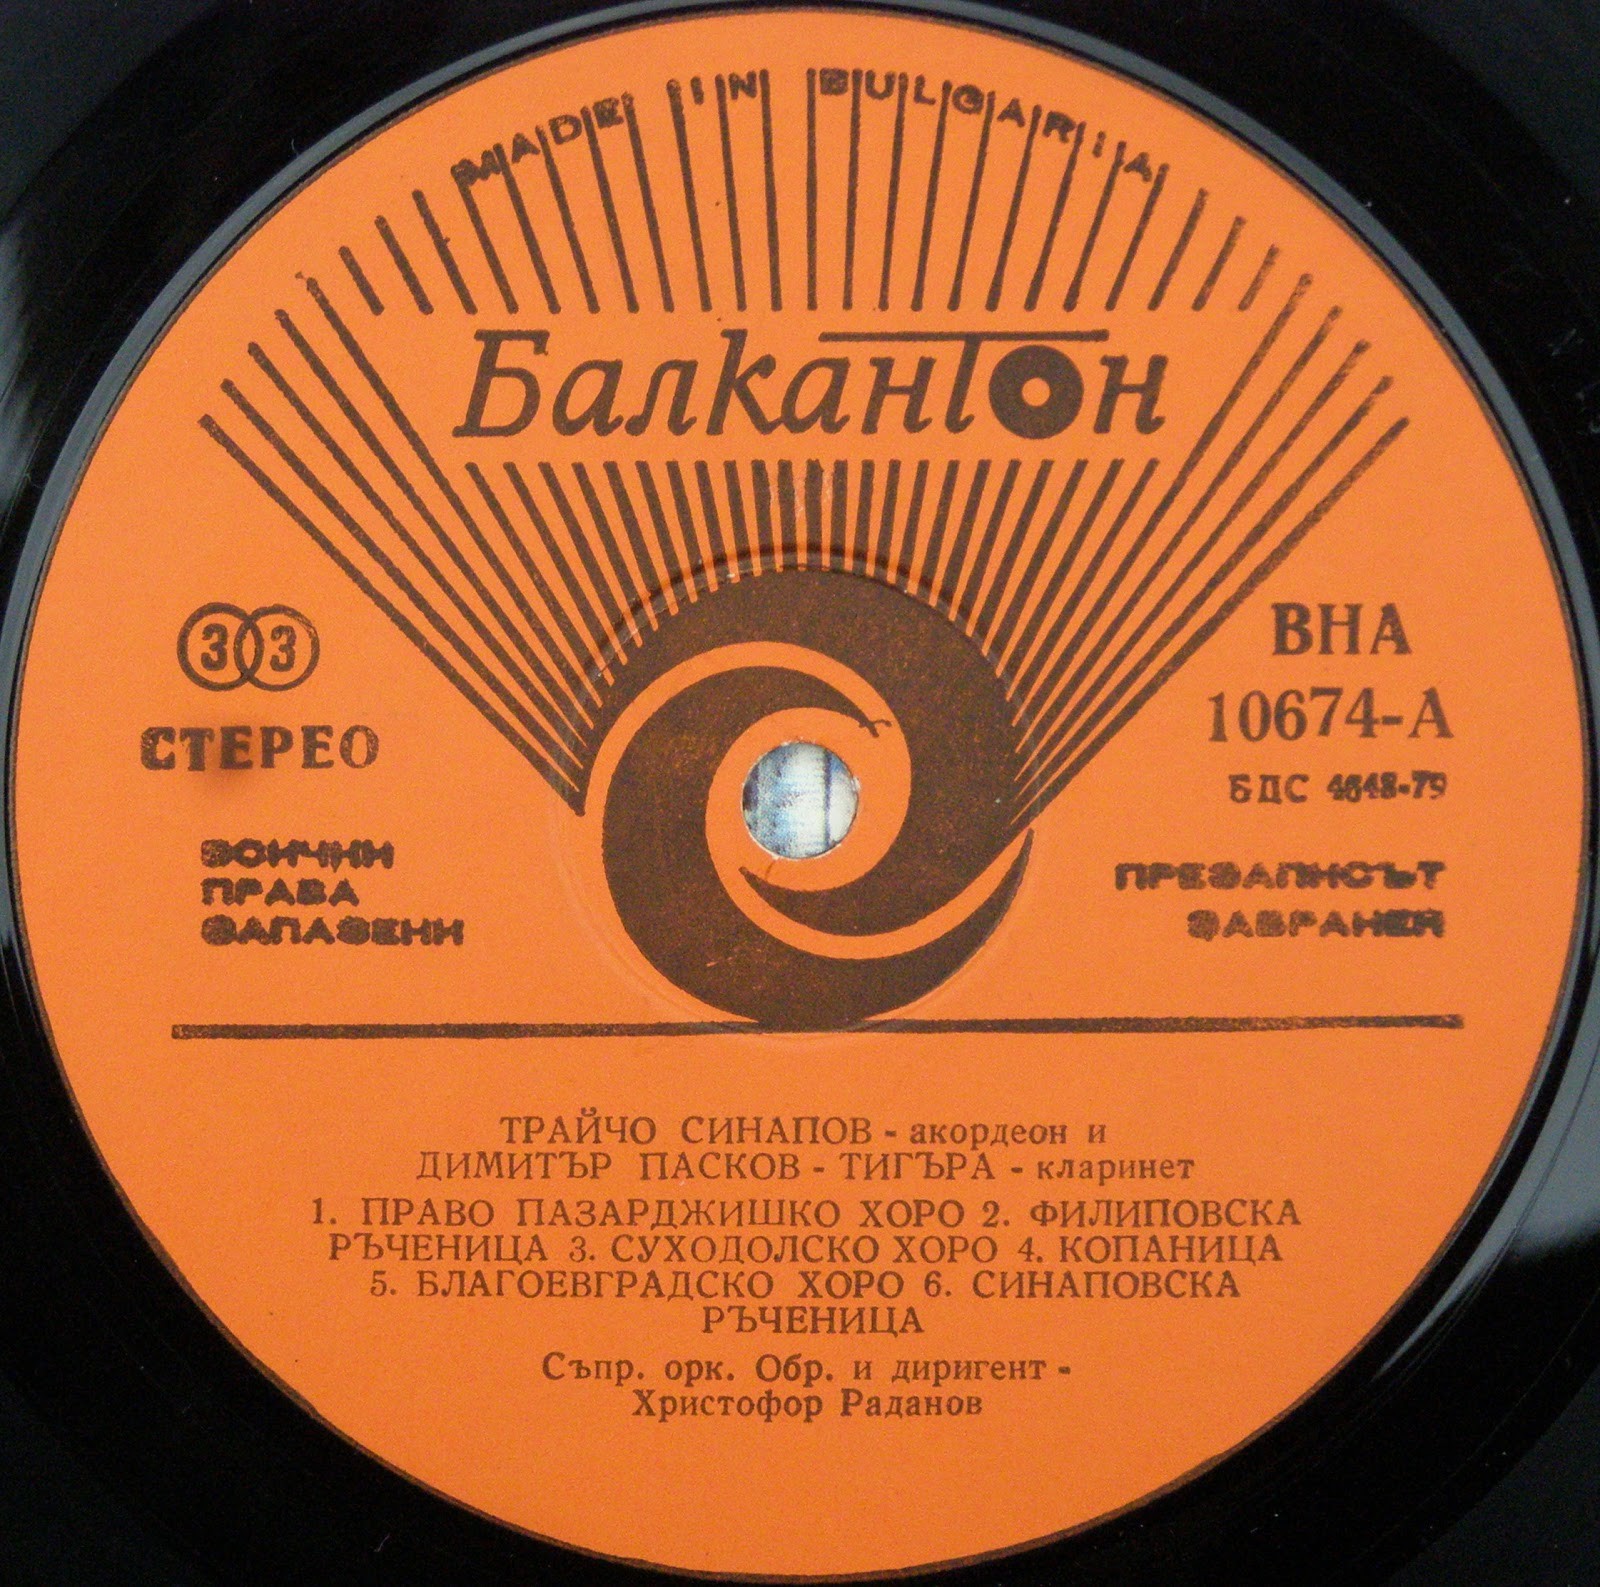 MADE IN BULGARIA
Балкантон
33
СТЕРЕО
ВСИЧКИ
ПРАВА
ЗАПАЗЕНИ
ВНА
10674-А
БДС 4648-79
ПРЕЗАПИСЪТ
ЗАБРАНЕН
ТРАЙЧО СИНАПОВ - акордеон и
ДИМИТЪР ПАСКОВ - ТИГЪРА - кларинет
1. ПРАВО ПАЗАРДЖИШКО ХОРО 2. ФИЛИПОВСКА
РЪЧЕНИЦА 3. СУХОДОЛСКО ХОРО 4. КОПАНИЦА
5. БЛАГОЕВГРАДСКО ХОРО 6. СИНАПОВСКА
РЪЧЕНИЦА
Съпр. орк. Обр. и диригент -
Христофор Раданов